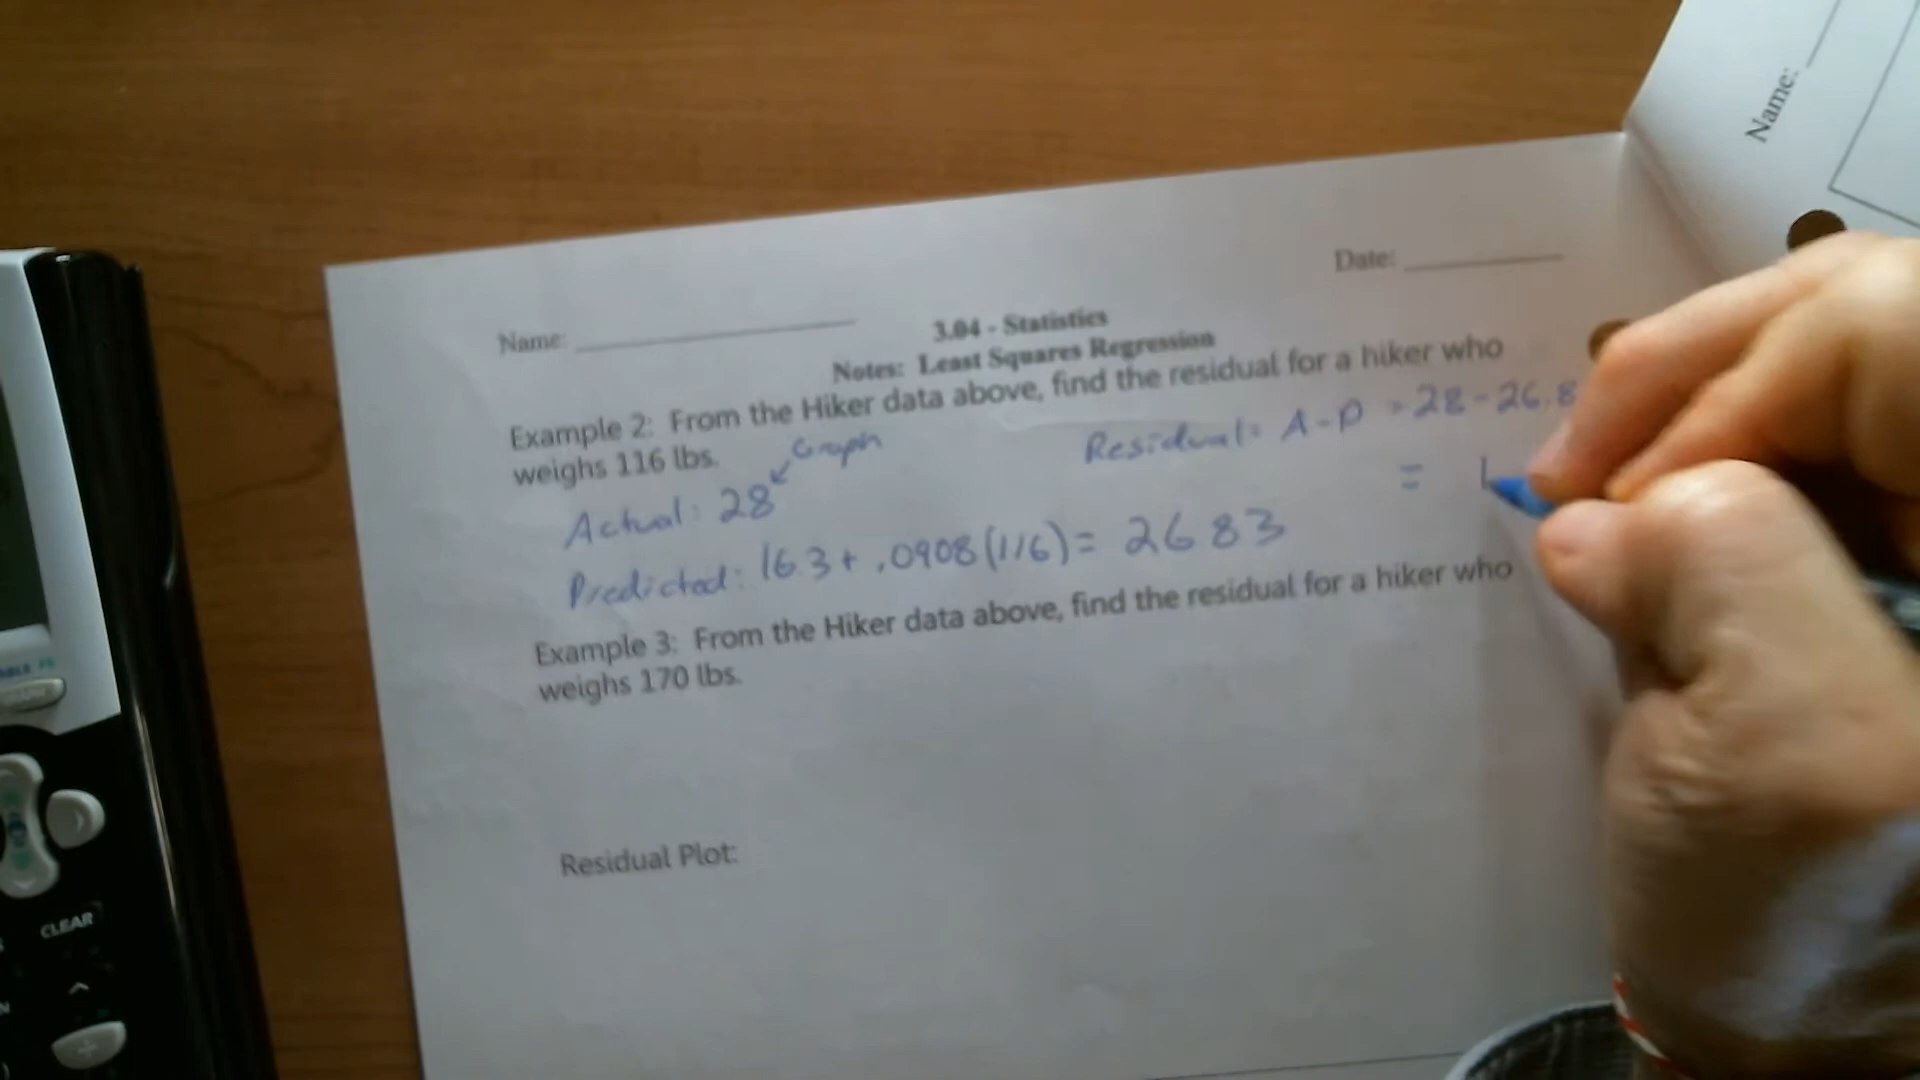 Name:
Date: __________
Name: __________
3.04 - Statistics
Notes: Least Squares Regression
Example 2: From the Hiker data above, find the residual for a hiker who
weighs 116 lbs.
Graph
Residual= A-P = 28-26.8
Actual: 28
=
Predicted: 16.3+ .0908(116)= 26 83
Example 3: From the Hiker data above, find the residual for a hiker who
weighs 170 lbs.
Residual Plot:
CLEAR